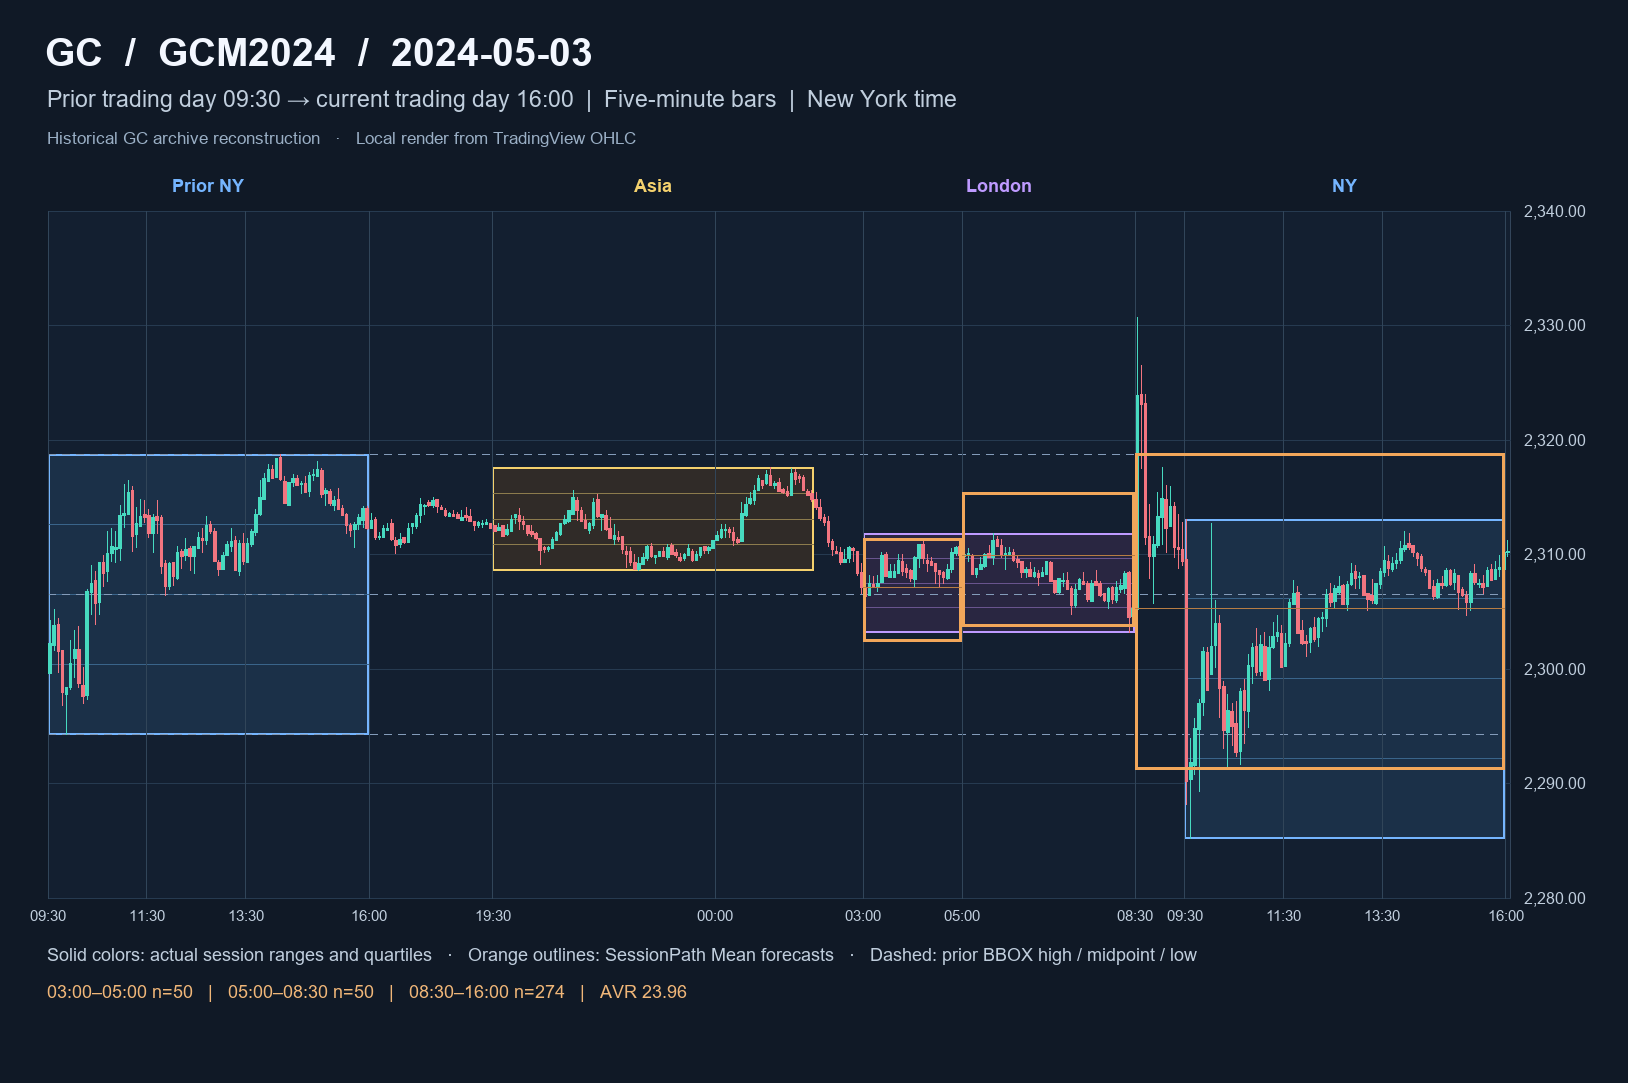 GC / GCM2024 / 2024-05-03
Prior trading day 09:30 → current trading day 16:00 | Five-minute bars | New York time
Historical GC archive reconstruction · Local render from TradingView OHLC
Prior NY Asia London NY
2,340.00
2,330.00
2,320.00
2,310.00
2,300.00
2,290.00
2,280.00
09:30 11:30 13:30 16:00 19:30 00:00 03:00 05:00 08:30 09:30 11:30 13:30 16:00
Solid colors: actual session ranges and quartiles · Orange outlines: SessionPath Mean forecasts · Dashed: prior BBOX high / midpoint / low
03:00–05:00 n=50 | 05:00–08:30 n=50 | 08:30–16:00 n=274 | AVR 23.96